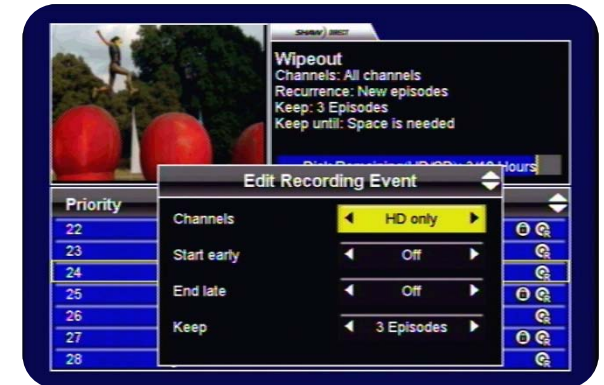 SHAW) DIRECT
Wipeout
Channels: All channels
Recurrence: New episodes
Keep: 3 Episodes
Keep until: Space is needed
Hours
Edit Recording Event
Priority
Channels HD only
Start early Off
End late Off
Keep 3 Episodes
22
23
24
25
26
27
28